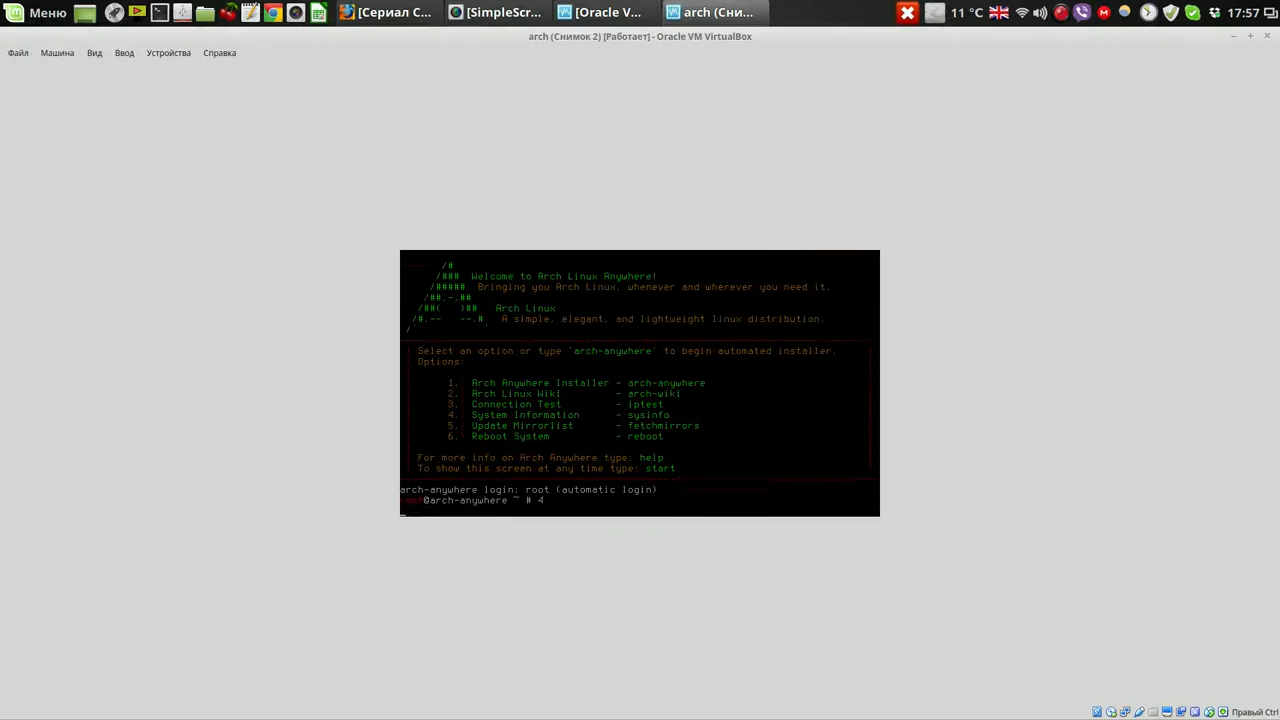 Меню
[Сериал С...
[SimpleScr...
[Oracle V...
arch (Сни...
11 °C
17:57
arch (Снимок 2) [Работает] - Oracle VM VirtualBox
Файл Машина Вид Ввод Устройства Справка
/#
/### Welcome to Arch Linux Anywhere!
/##### Bringing you Arch Linux, whenever and wherever you need it.
/##.-.##
/##( )## Arch Linux
/#.-- --.# A simple, elegant, and lightweight linux distribution.
/` `
Select an option or type 'arch-anywhere' to begin automated installer.
Options:
1. Arch Anywhere Installer - arch-anywhere
2. Arch Linux Wiki - arch-wiki
3. Connection Test - iptest
4. System Information - sysinfo
5. Update Mirrorlist - fetchmirrors
6. Reboot System - reboot
For more info on Arch Anywhere type: help
To show this screen at any time type: start
arch-anywhere login: root (automatic login)
root@arch-anywhere ~ # 4
Правый Ctrl